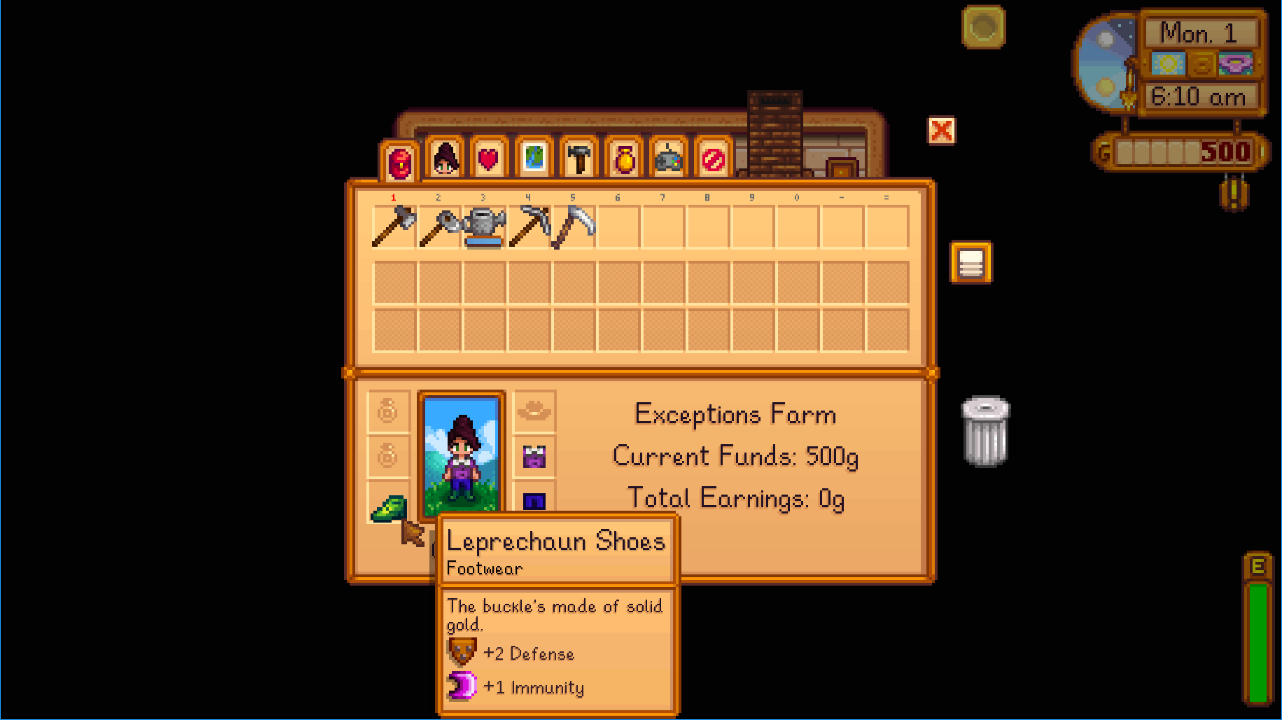 Mon. 1
6:10 am
G 500
1 2 3 4 5 6 7 8 9 0 - =
Exceptions Farm
Current Funds: 500g
Total Earnings: 0g
Leprechaun Shoes
Footwear
The buckle's made of solid
gold.
+2 Defense
+1 Immunity
E